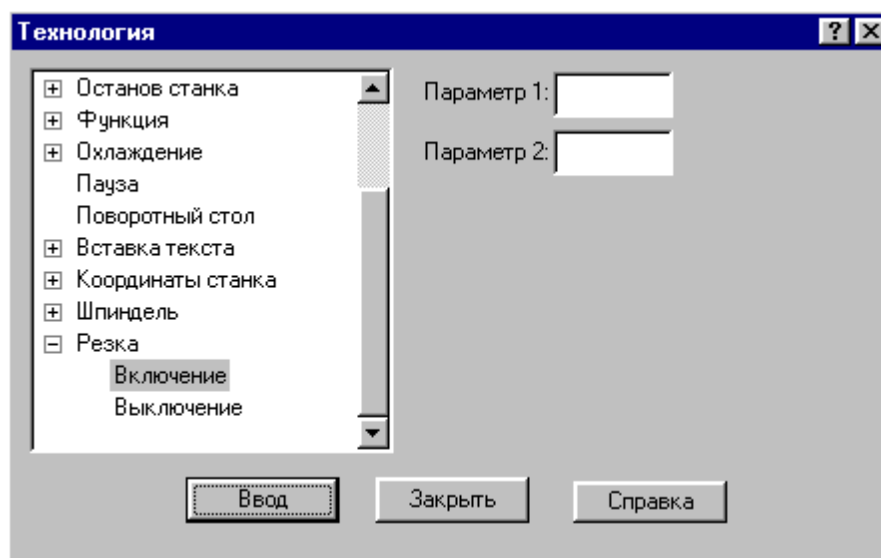 Технология
Останов станка
Функция
Охлаждение
Пауза
Поворотный стол
Вставка текста
Координаты станка
Шпиндель
Резка
Включение
Выключение
Параметр 1:
Параметр 2:
Ввод
Закрыть
Справка